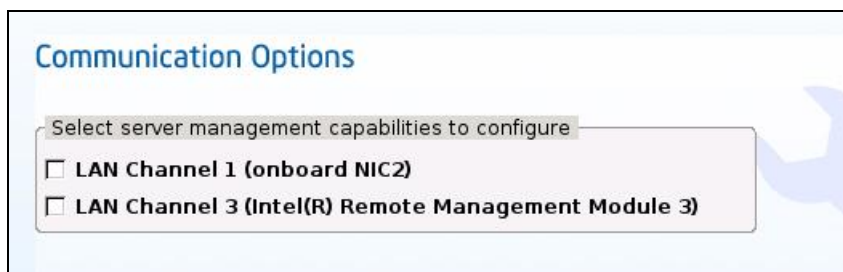 Communication Options
Select server management capabilities to configure
LAN Channel 1 (onboard NIC2)
LAN Channel 3 (Intel(R) Remote Management Module 3)